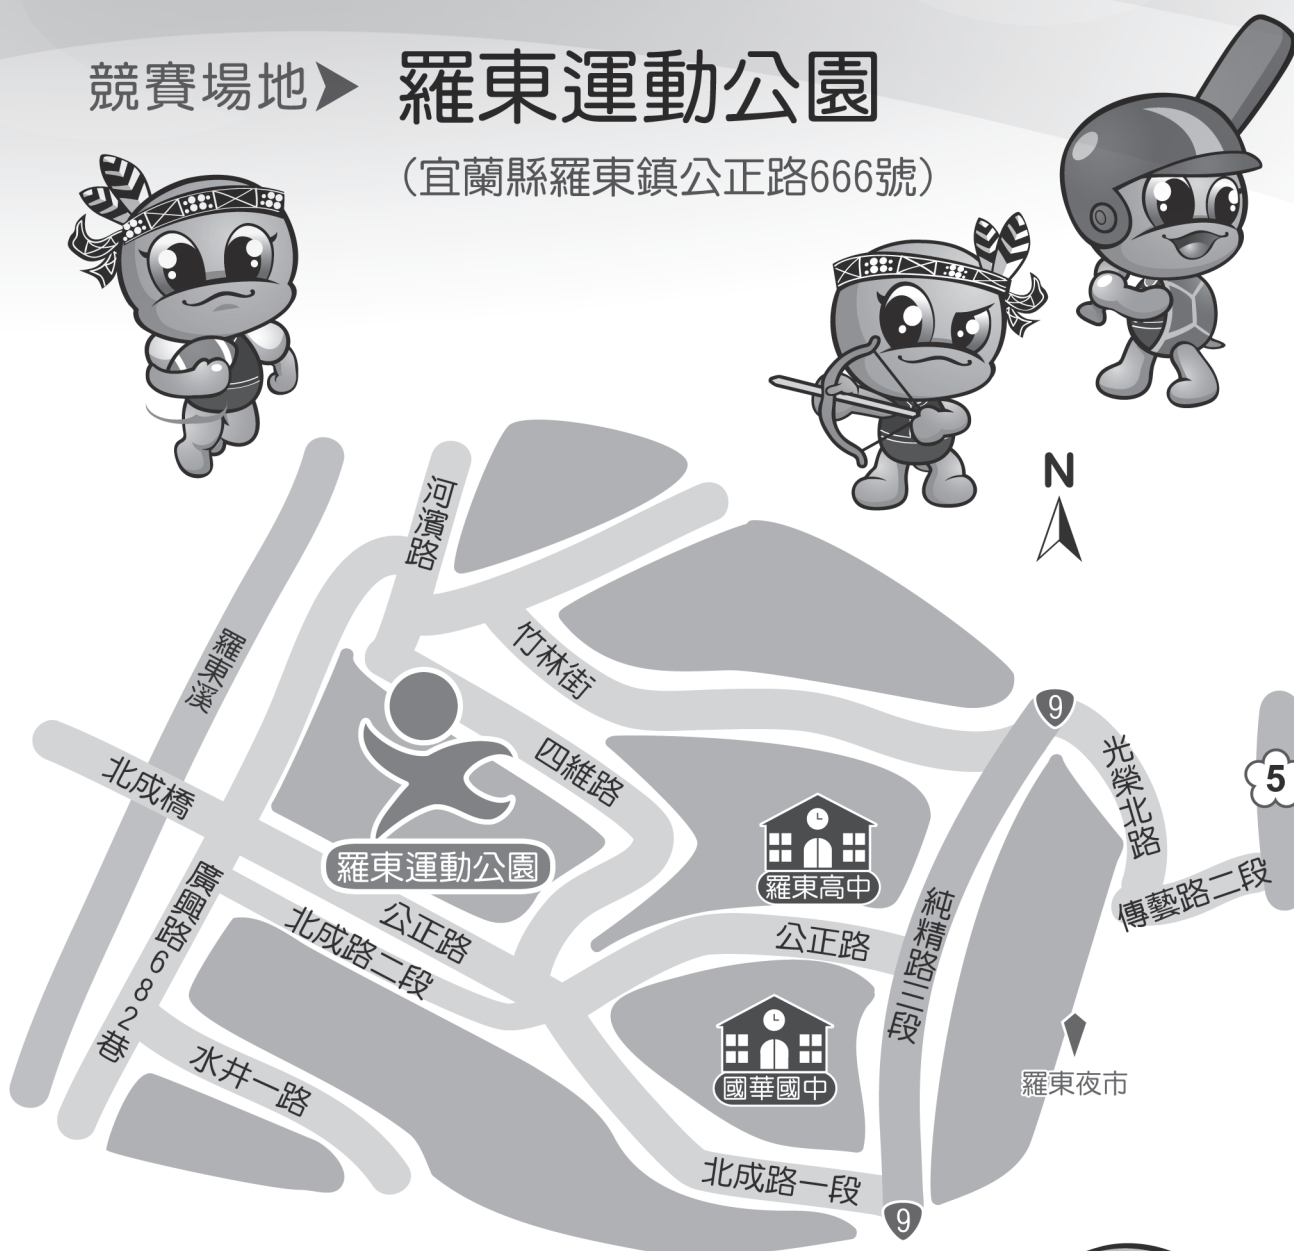 競賽場地
羅東運動公園
(宜蘭縣羅東鎮公正路666號)
N
河濱路
羅東溪
竹林街
9
光榮北路
5
四維路
北成橋
羅東高中
羅東運動公園
傳藝路二段
廣興路682巷
公正路
北成路二段
公正路
純精路三段
國華國中
水井一路
羅東夜市
北成路一段
9